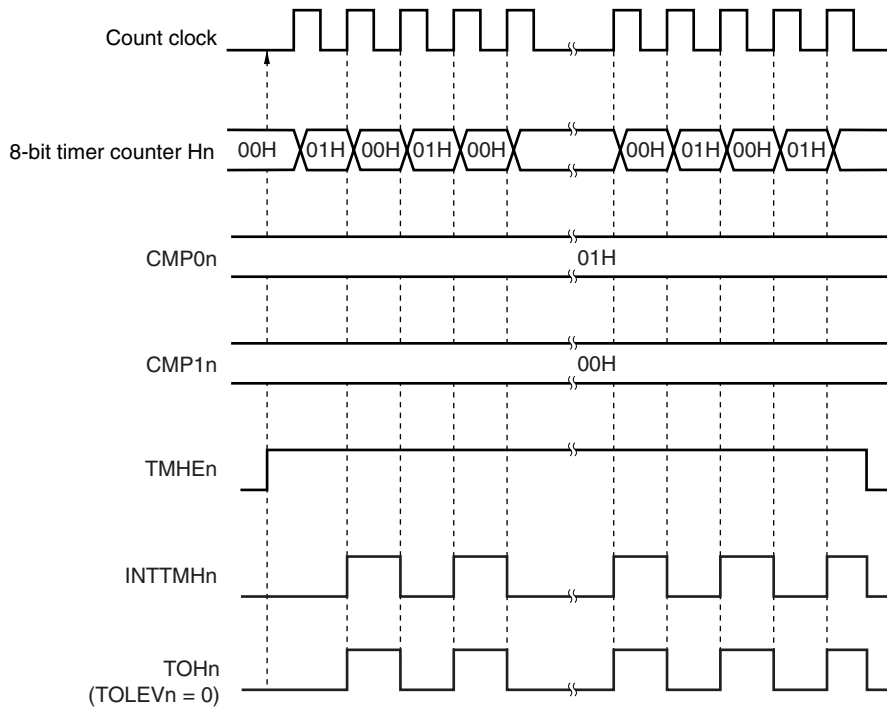 Count clock
8-bit timer counter Hn 00H 01H 00H 01H 00H 00H 01H 00H 01H
CMP0n 01H
CMP1n 00H
TMHEn
INTTMHn
TOHn
(TOLEVn = 0)